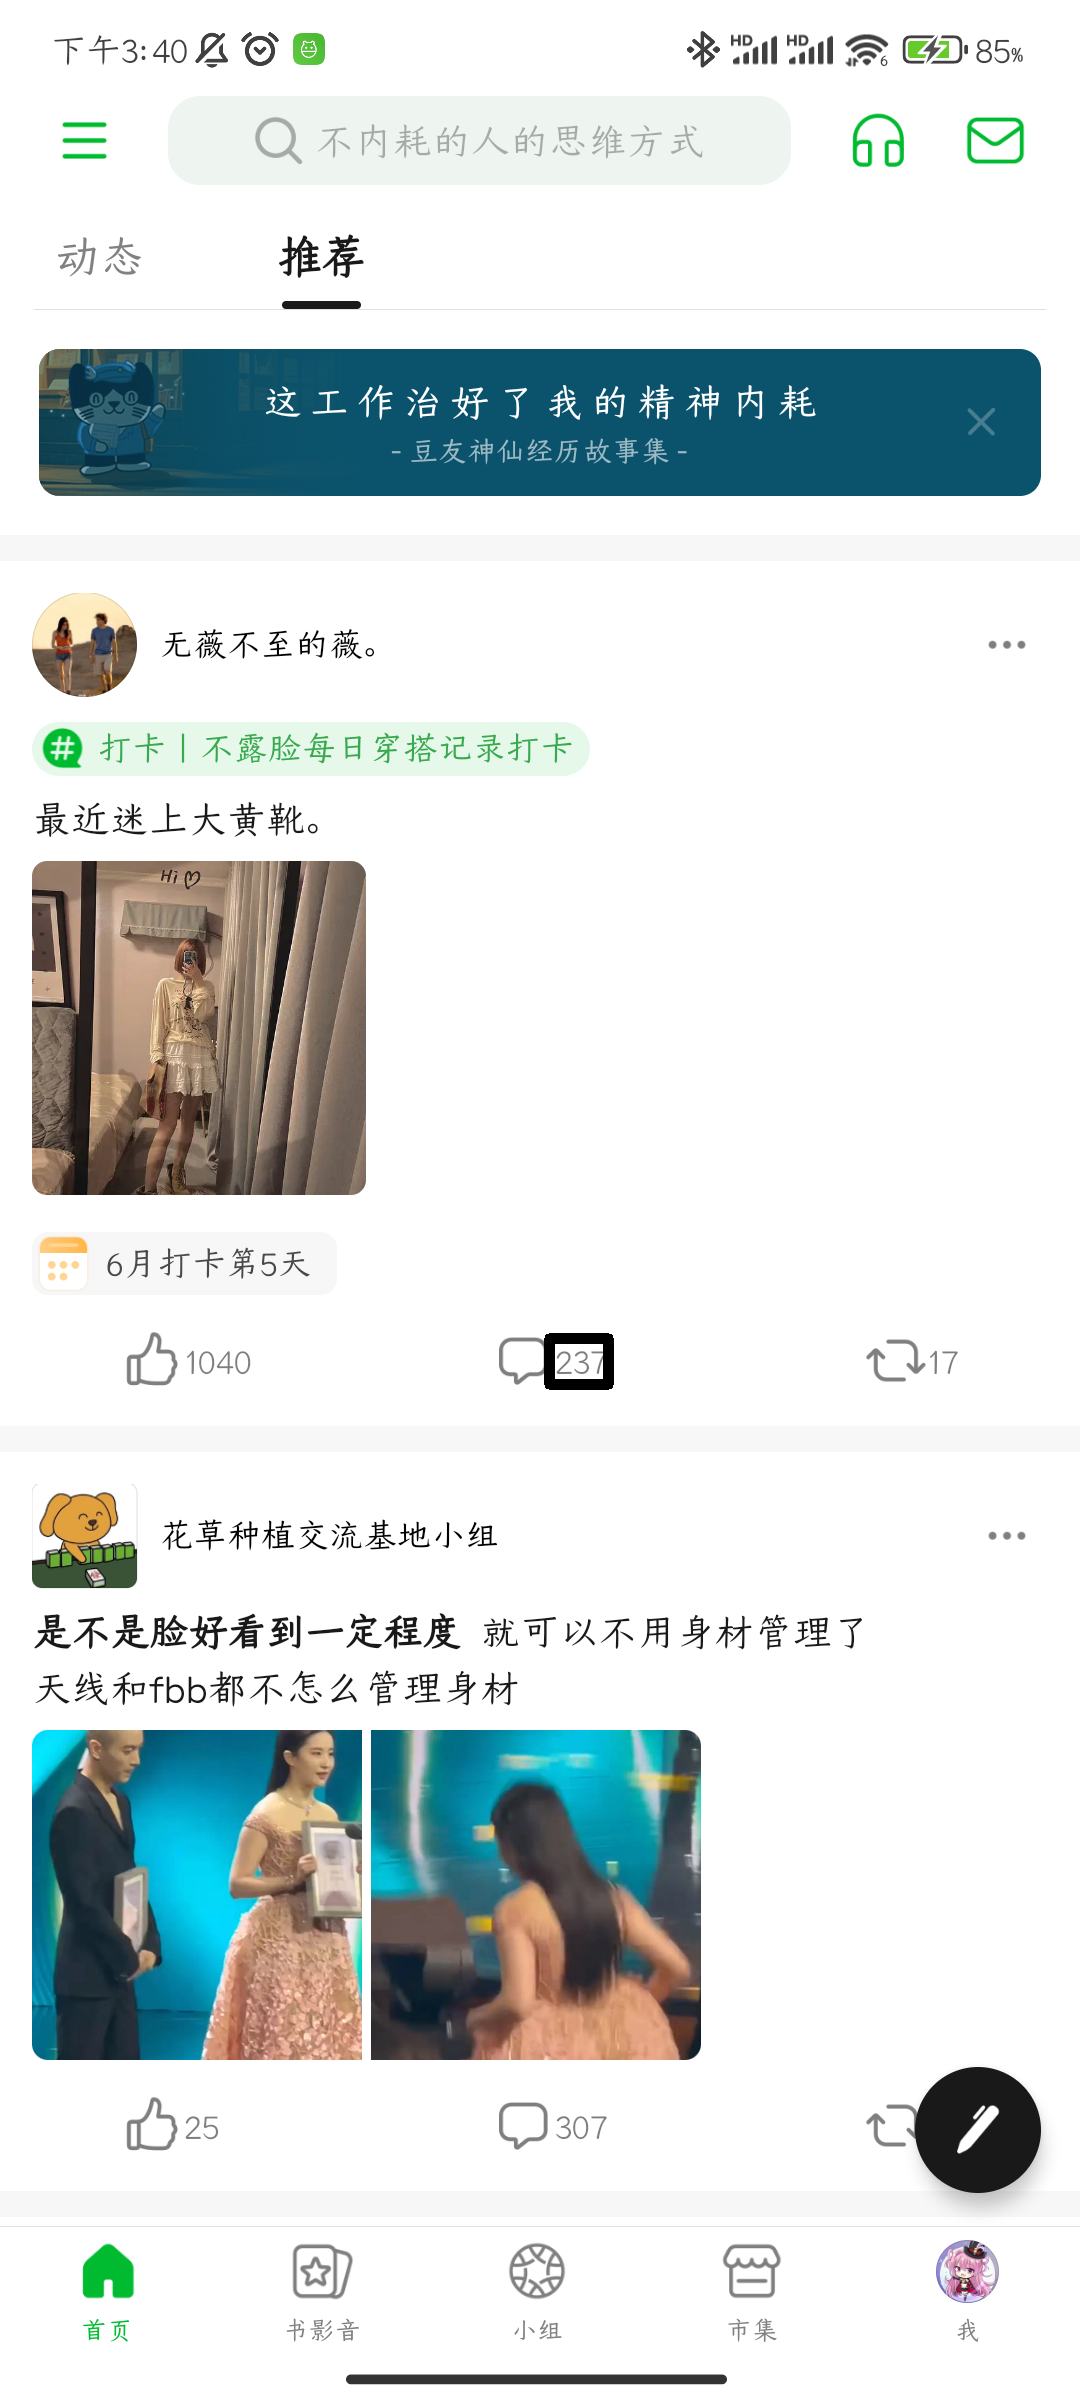 下午3:40
HD HD 6 85%
不内耗的人的思维方式
动态 推荐
这工作治好了我的精神内耗
- 豆友神仙经历故事集 -
无薇不至的薇。
# 打卡｜不露脸每日穿搭记录打卡
最近迷上大黄靴。
Hi
6月打卡第5天
1040 237 17
花草种植交流基地小组
是不是脸好看到一定程度 就可以不用身材管理了
天线和fbb都不怎么管理身材
25 307
首页 书影音 小组 市集 我